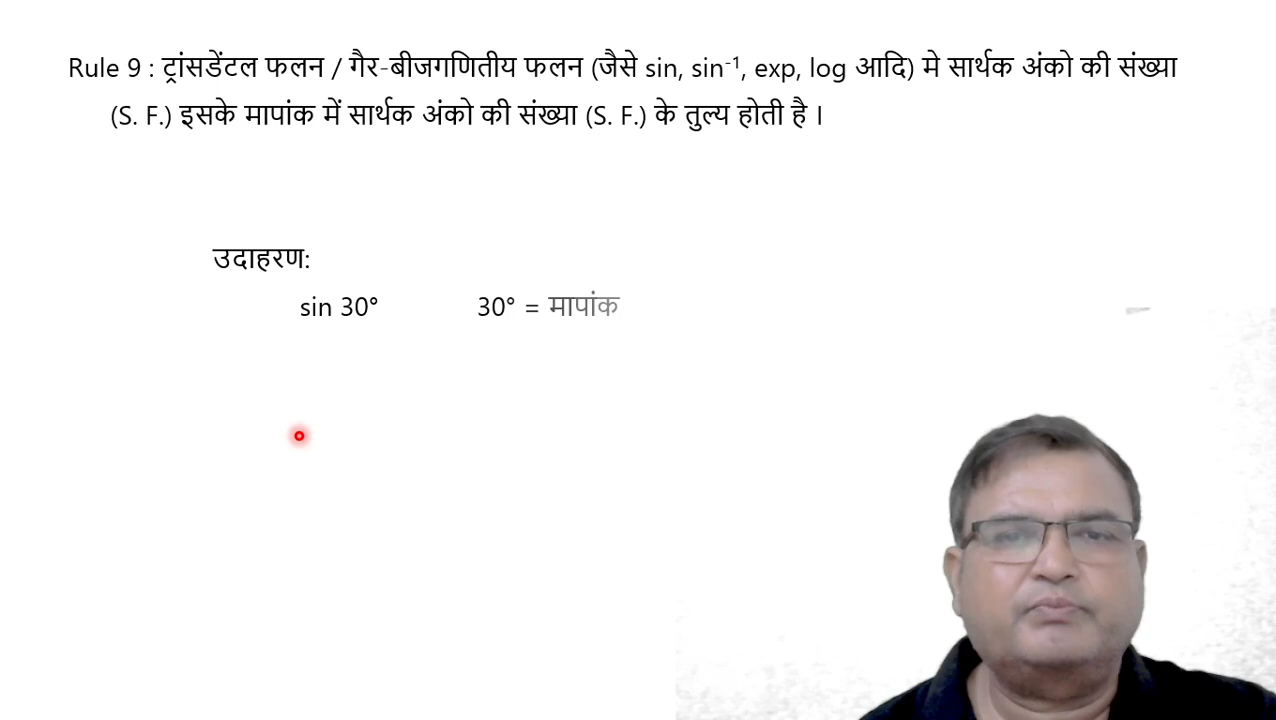 Rule 9 : ट्रांसडेंटल फलन / गैर-बीजगणितीय फलन (जैसे sin, sin⁻¹, exp, log आदि) मे सार्थक अंको की संख्या
(S. F.) इसके मापांक में सार्थक अंको की संख्या (S. F.) के तुल्य होती है ।
उदाहरण:
sin 30° 30° = मापांक